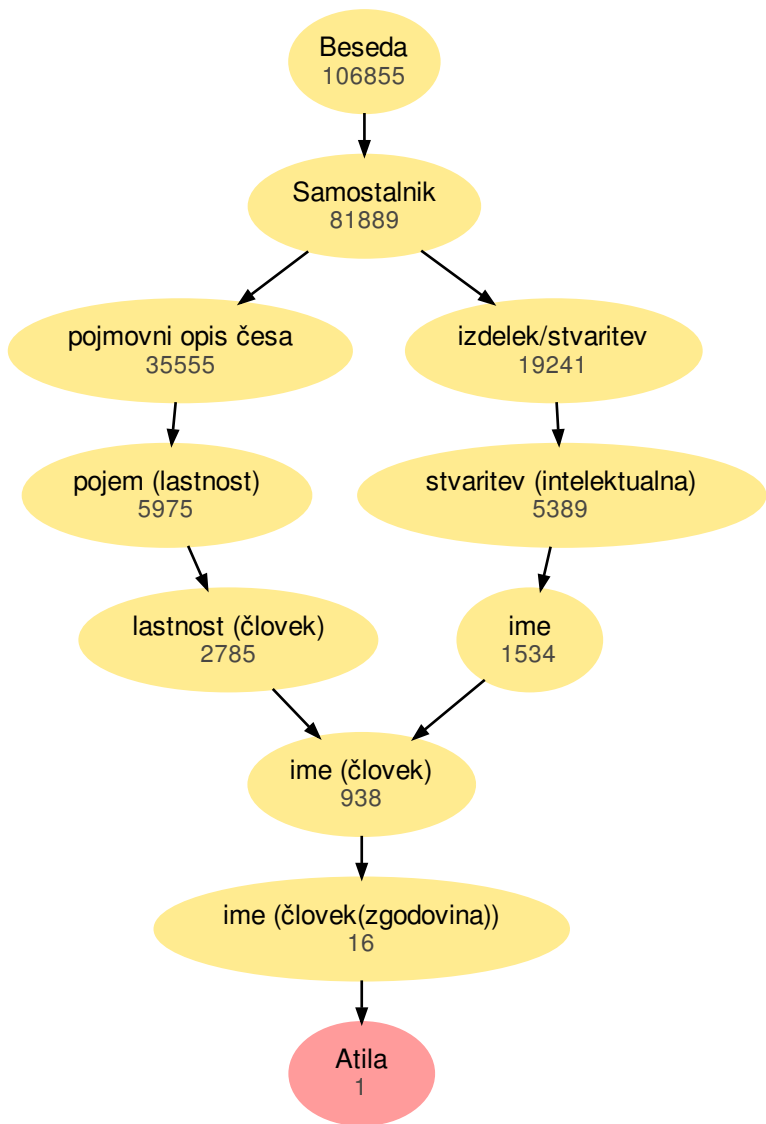 Beseda
106855
Samostalnik
81889
pojmovni opis česa
35555
izdelek/stvaritev
19241
pojem (lastnost)
5975
stvaritev (intelektualna)
5389
lastnost (človek)
2785
ime
1534
ime (človek)
938
ime (človek(zgodovina))
16
Atila
1